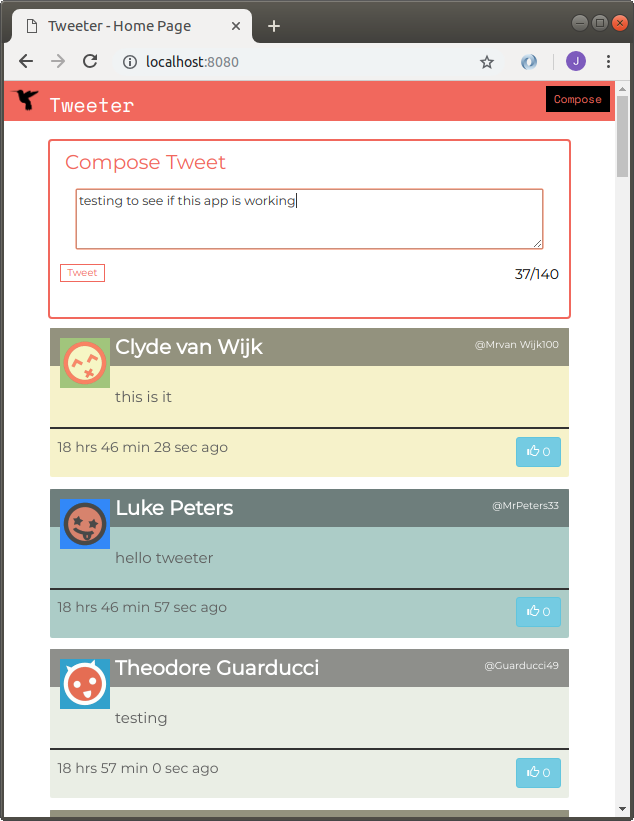 Tweeter - Home Page
localhost:8080
J
Tweeter
Compose
Compose Tweet
testing to see if this app is working
Tweet
37/140
Clyde van Wijk
@Mrvan Wijk100
this is it
18 hrs 46 min 28 sec ago
0
Luke Peters
@MrPeters33
hello tweeter
18 hrs 46 min 57 sec ago
0
Theodore Guarducci
@Guarducci49
testing
18 hrs 57 min 0 sec ago
0